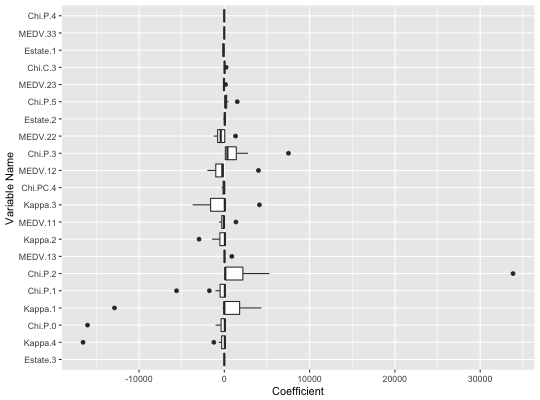 Chi.P.4
MEDV.33
Estate.1
Chi.C.3
MEDV.23
Chi.P.5
Estate.2
MEDV.22
Chi.P.3
MEDV.12
Chi.PC.4
Kappa.3
MEDV.11
Kappa.2
MEDV.13
Chi.P.2
Chi.P.1
Kappa.1
Chi.P.0
Kappa.4
Estate.3
Variable Name
-10000 0 10000 20000 30000
Coefficient